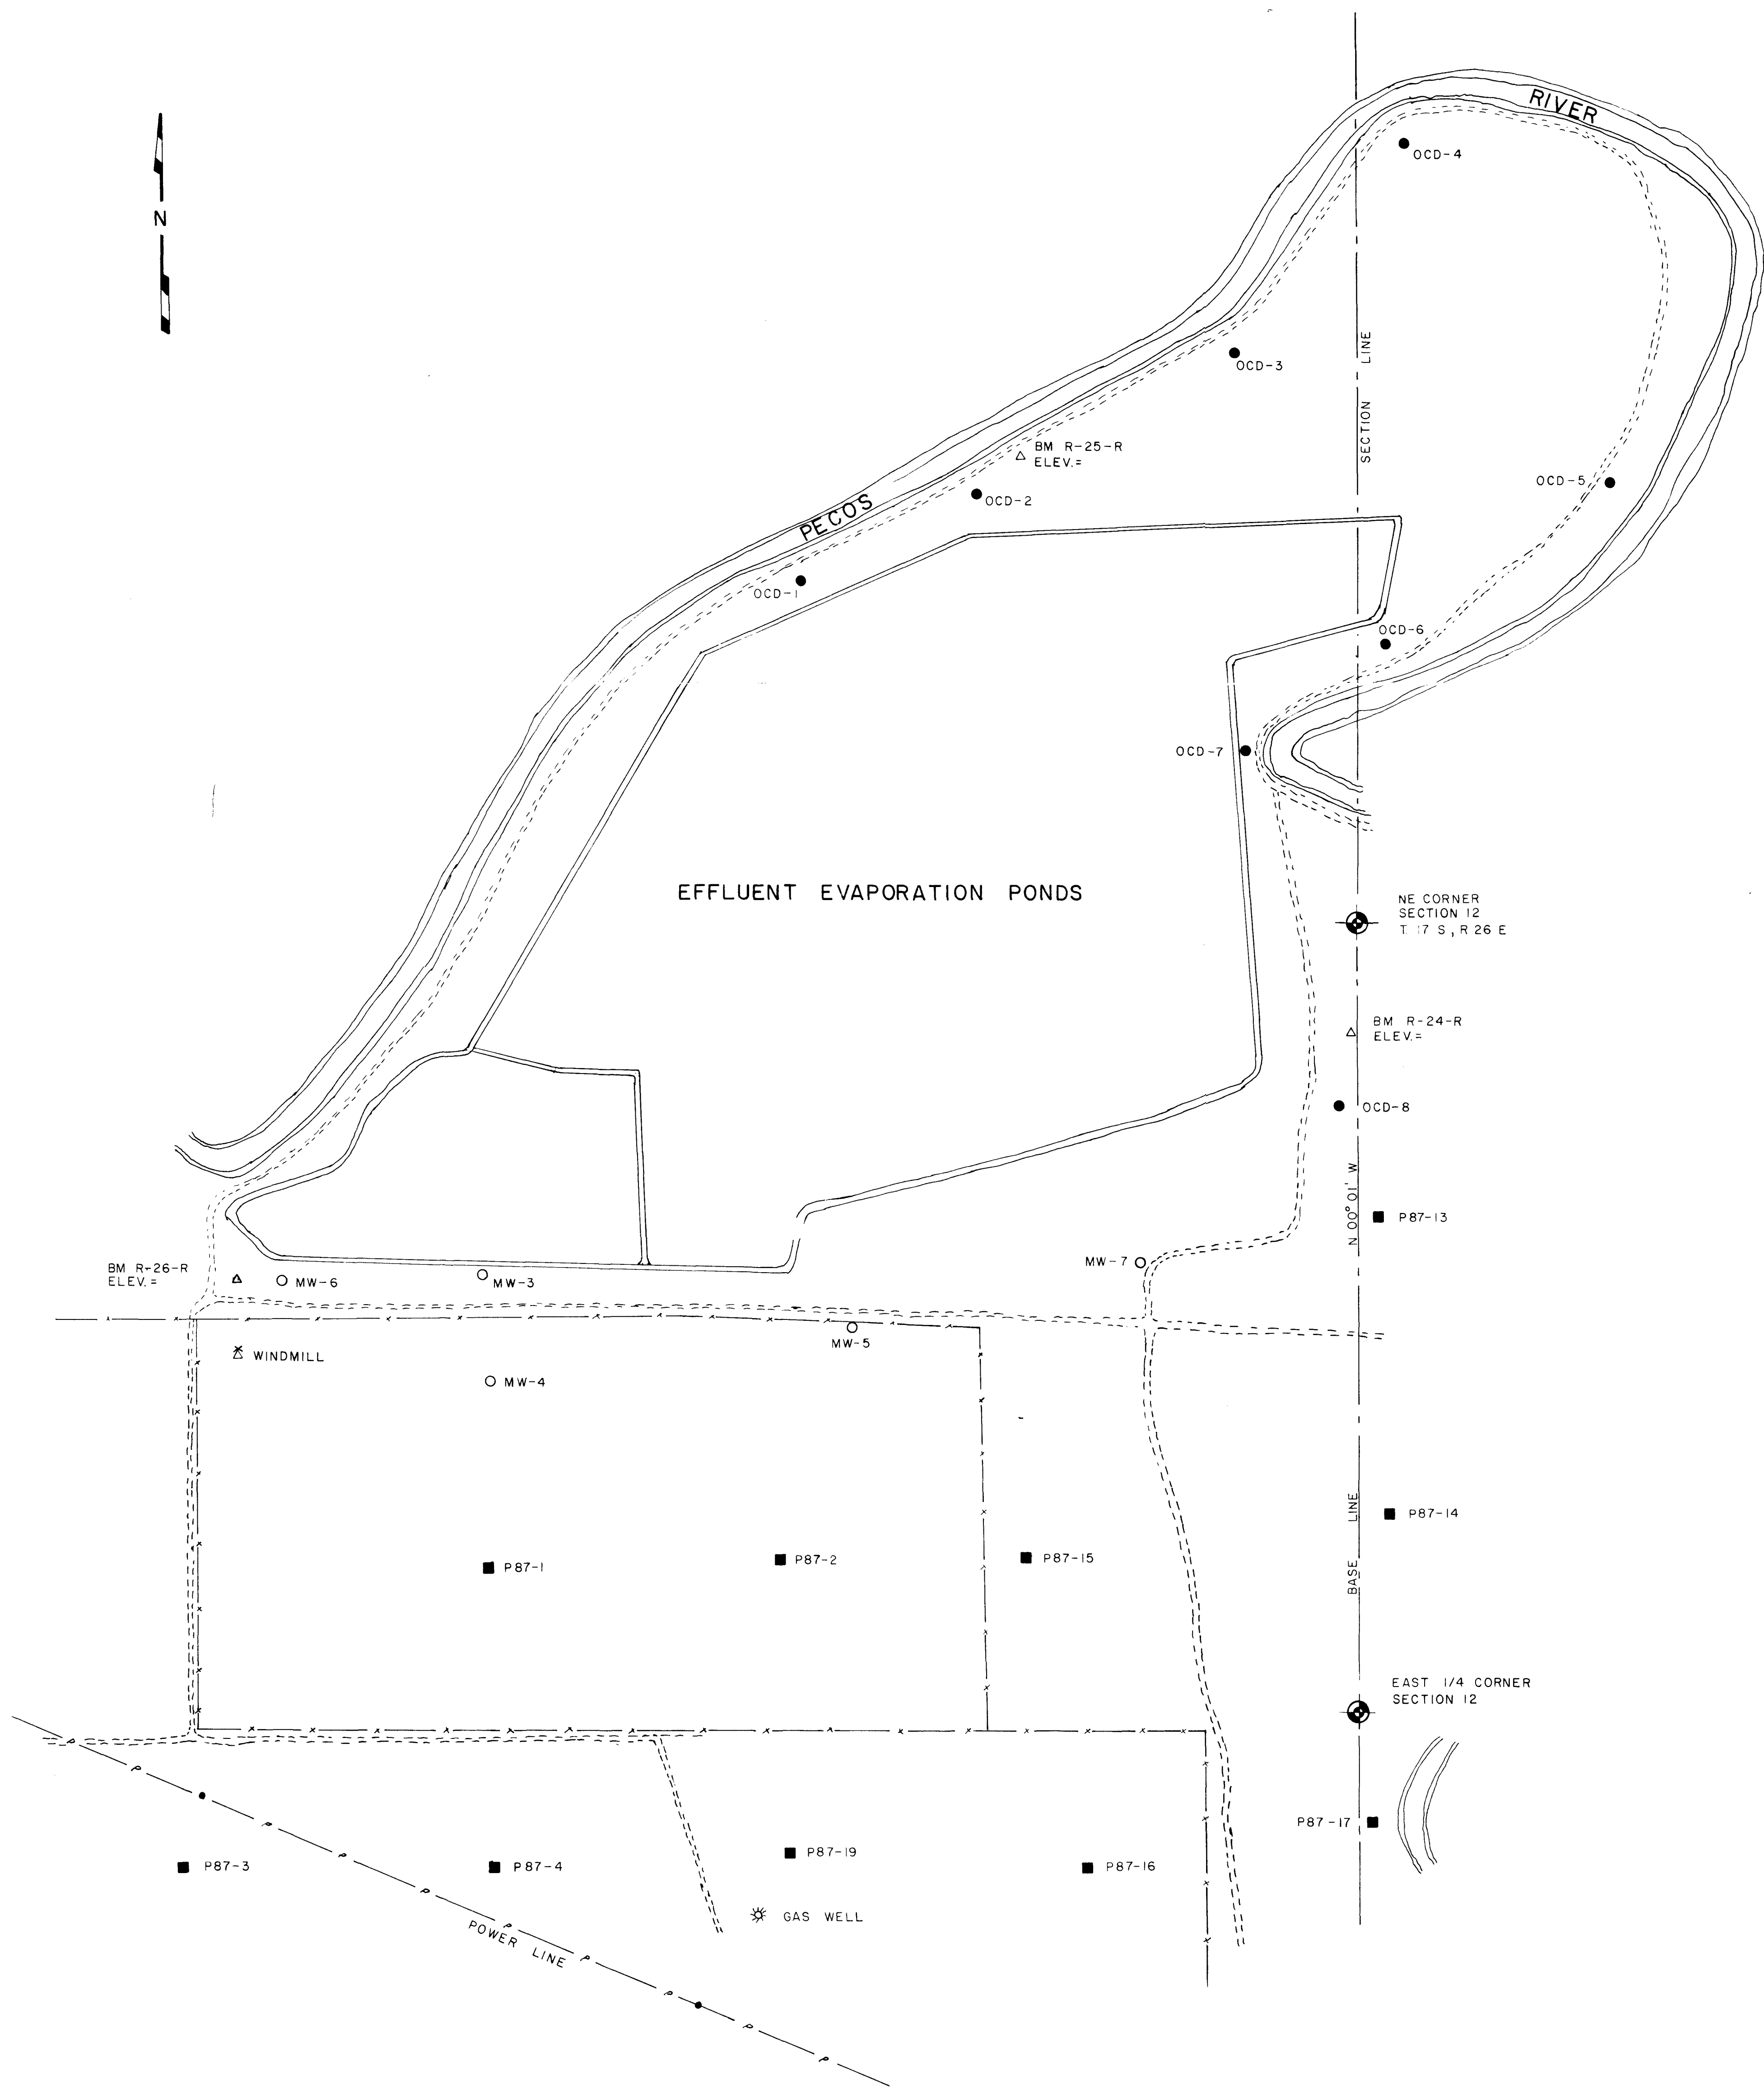 RIVER
OCD-4
N
SECTION LINE
OCD-3
BM R-25-R
ELEV.=
OCD-5
OCD-2
PECOS
OCD-1
OCD-6
OCD-7
EFFLUENT EVAPORATION PONDS
NE CORNER
SECTION 12
T. 17 S, R 26 E
BM R-24-R
ELEV.=
OCD-8
N 00° 01' W
P87-13
MW-7
BM R-26-R
ELEV.=
MW-6
MW-3
MW-5
WINDMILL
MW-4
BASE LINE
P87-14
P87-1
P87-2
P87-15
EAST 1/4 CORNER
SECTION 12
P87-17
P87-3
P87-4
P87-19
P87-16
GAS WELL
POWER LINE